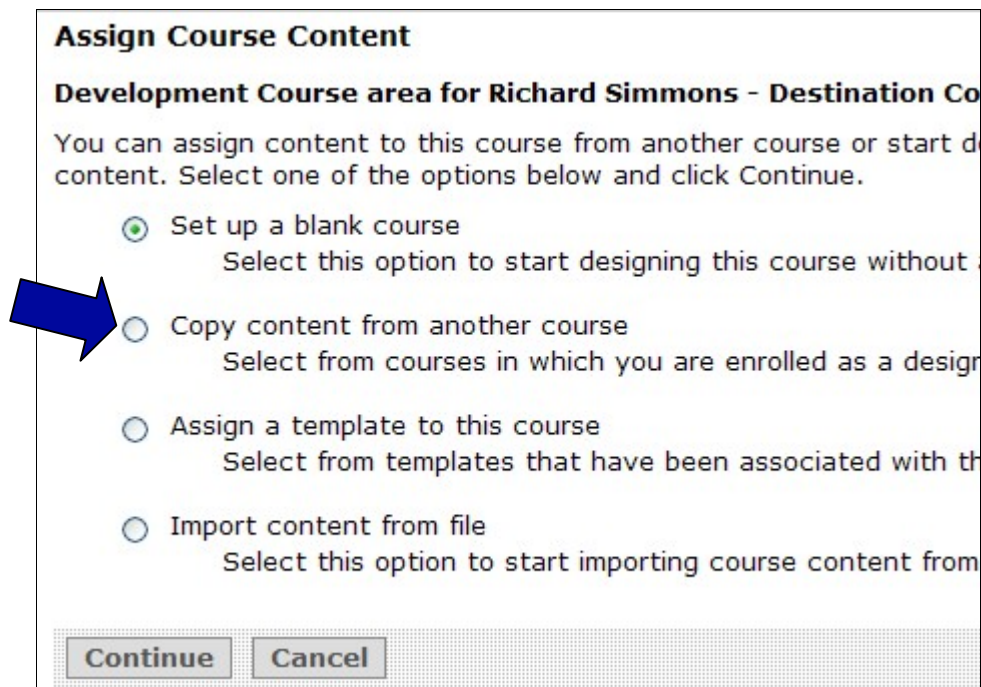 Assign Course Content
Development Course area for Richard Simmons - Destination Co
You can assign content to this course from another course or start d
content. Select one of the options below and click Continue.
Set up a blank course
Select this option to start designing this course without
Copy content from another course
Select from courses in which you are enrolled as a design
Assign a template to this course
Select from templates that have been associated with th
Import content from file
Select this option to start importing course content from
Continue Cancel